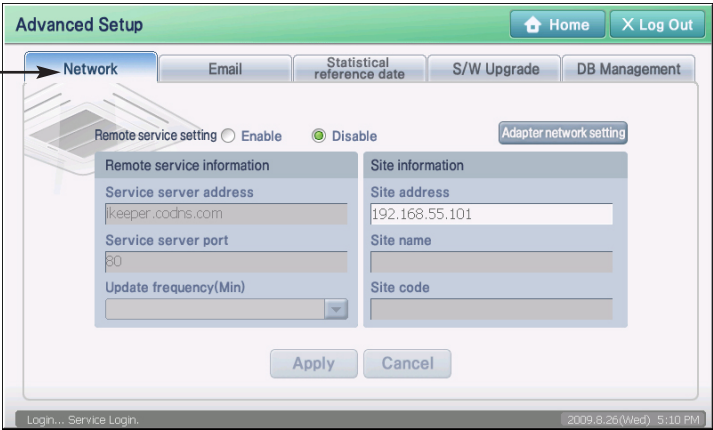 Advanced Setup
Home
X Log Out
Network
Email
Statistical
reference date
S/W Upgrade
DB Management
Remote service setting Enable Disable
Adapter network setting
Remote service information
Service server address
ikeeper.codns.com
Service server port
80
Update frequency(Min)
Site information
Site address
192.168.55.101
Site name
Site code
Apply
Cancel
Login... Service Login.
2009.8.26(Wed) 5:10 PM